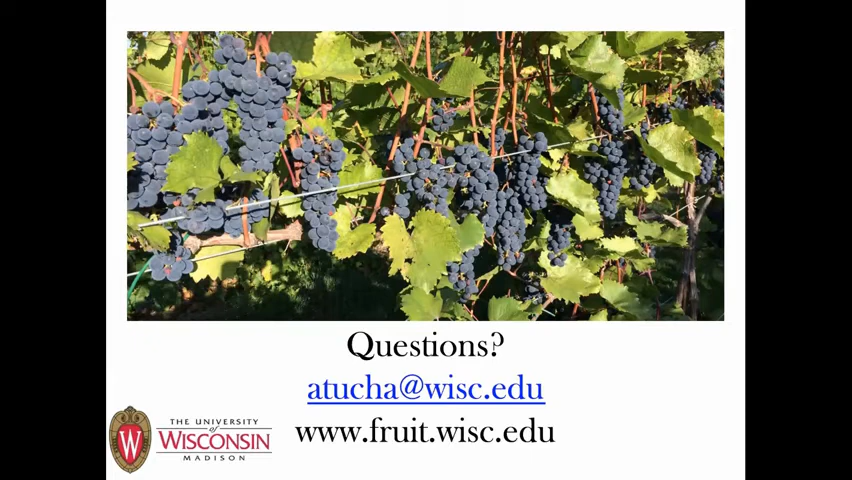 Questions?
atucha@wisc.edu
www.fruit.wisc.edu
W
THE UNIVERSITY
of
WISCONSIN
MADISON